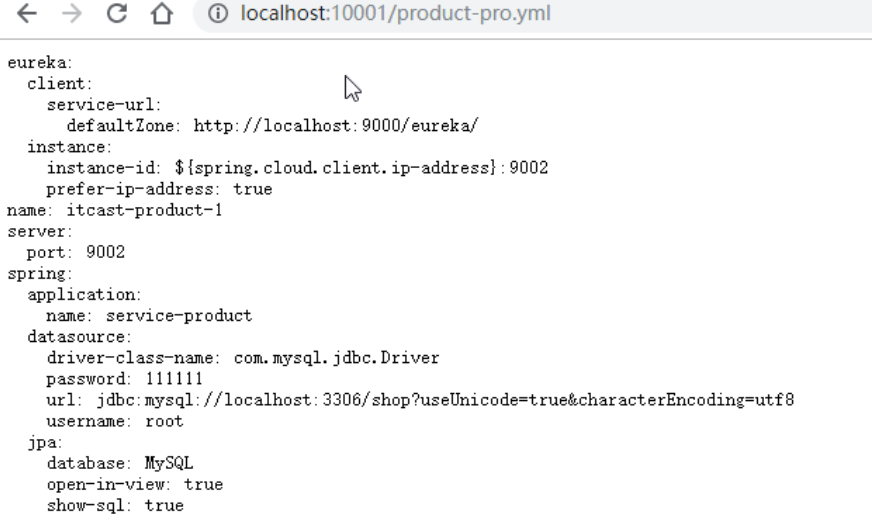 localhost:10001/product-pro.yml
eureka:
  client:
    service-url:
      defaultZone: http://localhost:9000/eureka/
  instance:
    instance-id: ${spring.cloud.client.ip-address}:9002
    prefer-ip-address: true
name: itcast-product-1
server:
  port: 9002
spring:
  application:
    name: service-product
  datasource:
    driver-class-name: com.mysql.jdbc.Driver
    password: 111111
    url: jdbc:mysql://localhost:3306/shop?useUnicode=true&characterEncoding=utf8
    username: root
  jpa:
    database: MySQL
    open-in-view: true
    show-sql: true